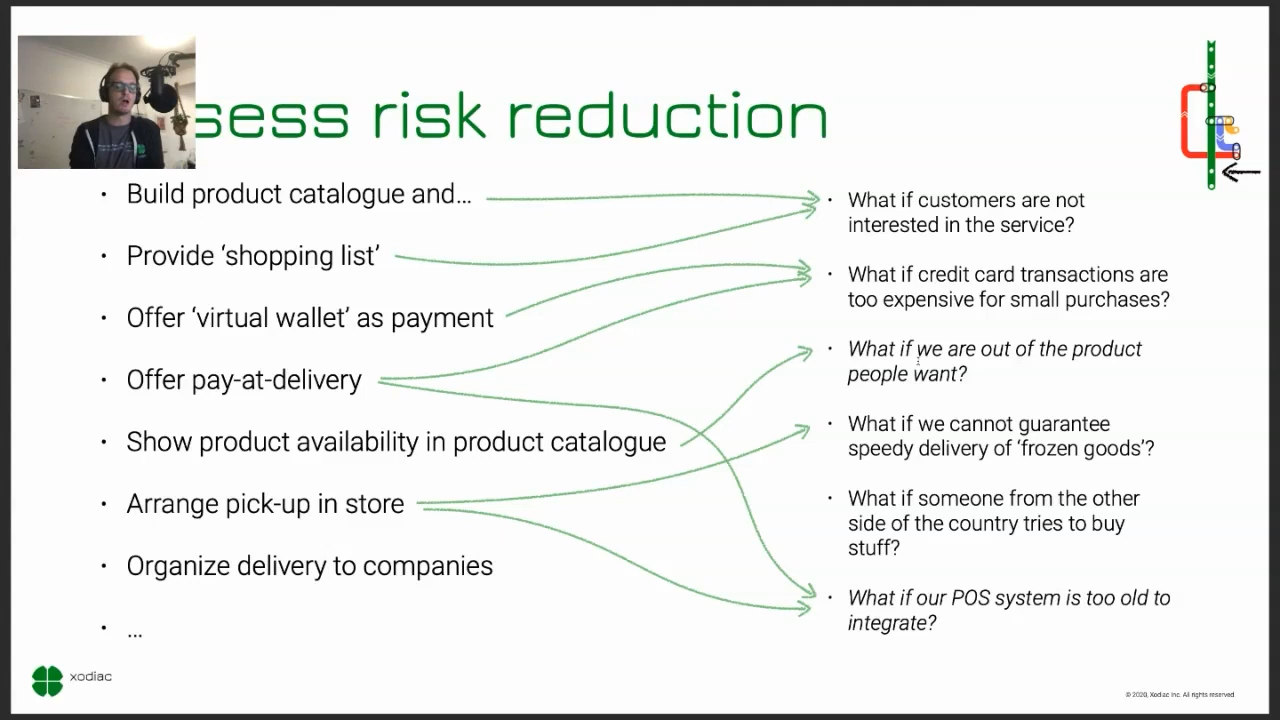 sess risk reduction
• Build product catalogue and...
• Provide ‘shopping list’
• Offer ‘virtual wallet’ as payment
• Offer pay-at-delivery
• Show product availability in product catalogue
• Arrange pick-up in store
• Organize delivery to companies
• ...
• What if customers are not
interested in the service?
• What if credit card transactions are
too expensive for small purchases?
• What if we are out of the product
people want?
• What if we cannot guarantee
speedy delivery of ‘frozen goods’?
• What if someone from the other
side of the country tries to buy
stuff?
• What if our POS system is too old to
integrate?
xodiac
© 2020, Xodiac Inc. All rights reserved